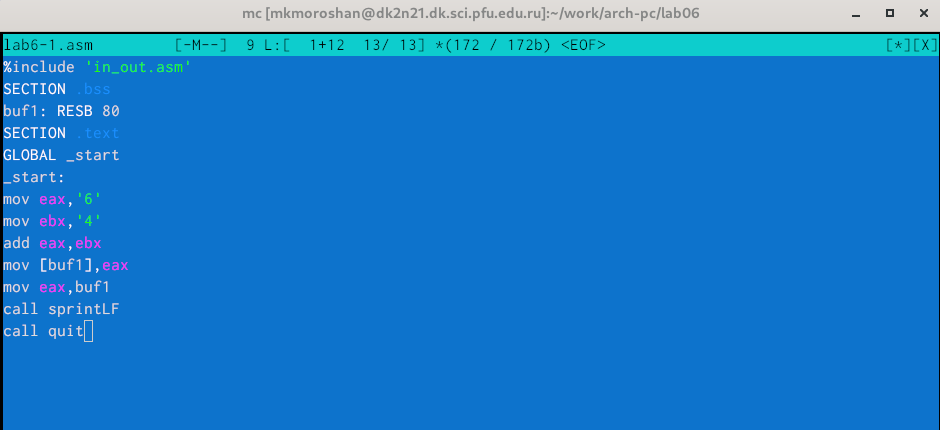 mc [mkmoroshan@dk2n21.dk.sci.pfu.edu.ru]:~/work/arch-pc/lab06
lab6-1.asm [-M--] 9 L:[ 1+12 13/ 13] *(172 / 172b) <EOF> [*][X]
%include 'in_out.asm'
SECTION .bss
buf1: RESB 80
SECTION .text
GLOBAL _start
_start:
mov eax,'6'
mov ebx,'4'
add eax,ebx
mov [buf1],eax
mov eax,buf1
call sprintLF
call quit